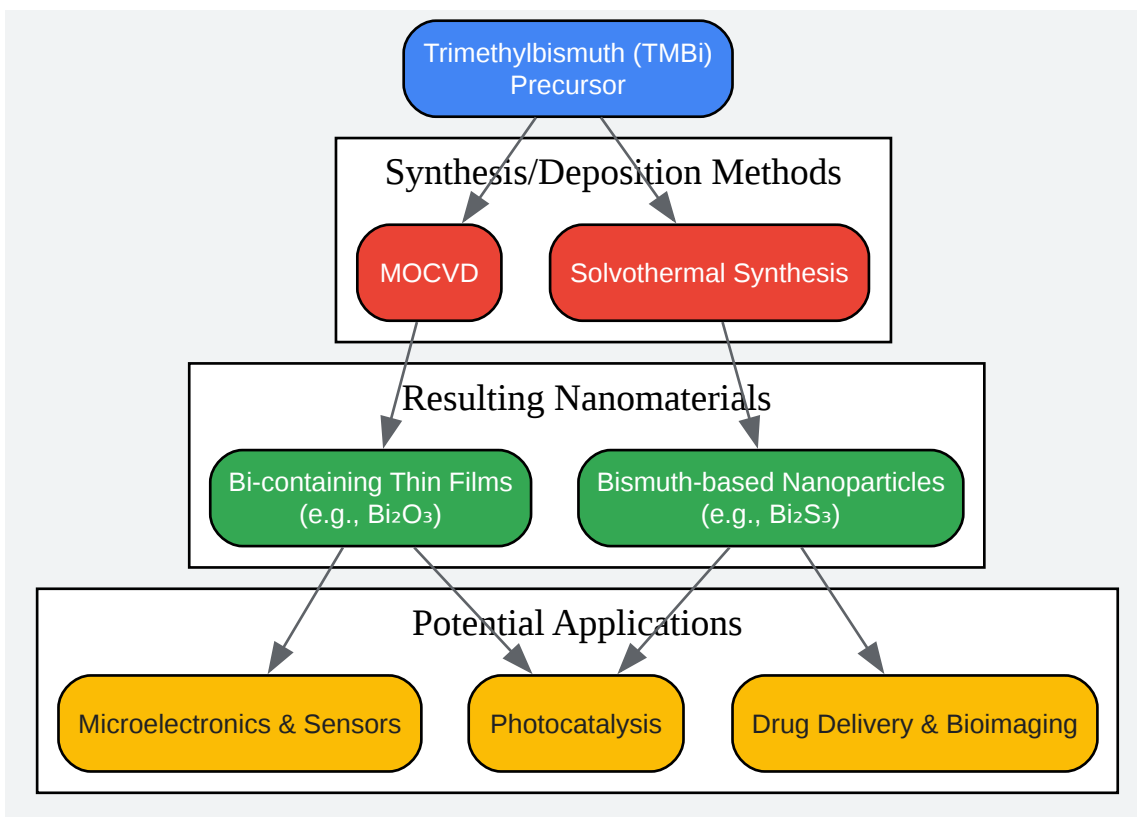 Trimethylbismuth (TMBi)
Precursor
Synthesis/Deposition Methods
MOCVD
Solvothermal Synthesis
Resulting Nanomaterials
Bi-containing Thin Films
(e.g., Bi₂O₃)
Bismuth-based Nanoparticles
(e.g., Bi₂S₃)
Potential Applications
Microelectronics & Sensors
Photocatalysis
Drug Delivery & Bioimaging